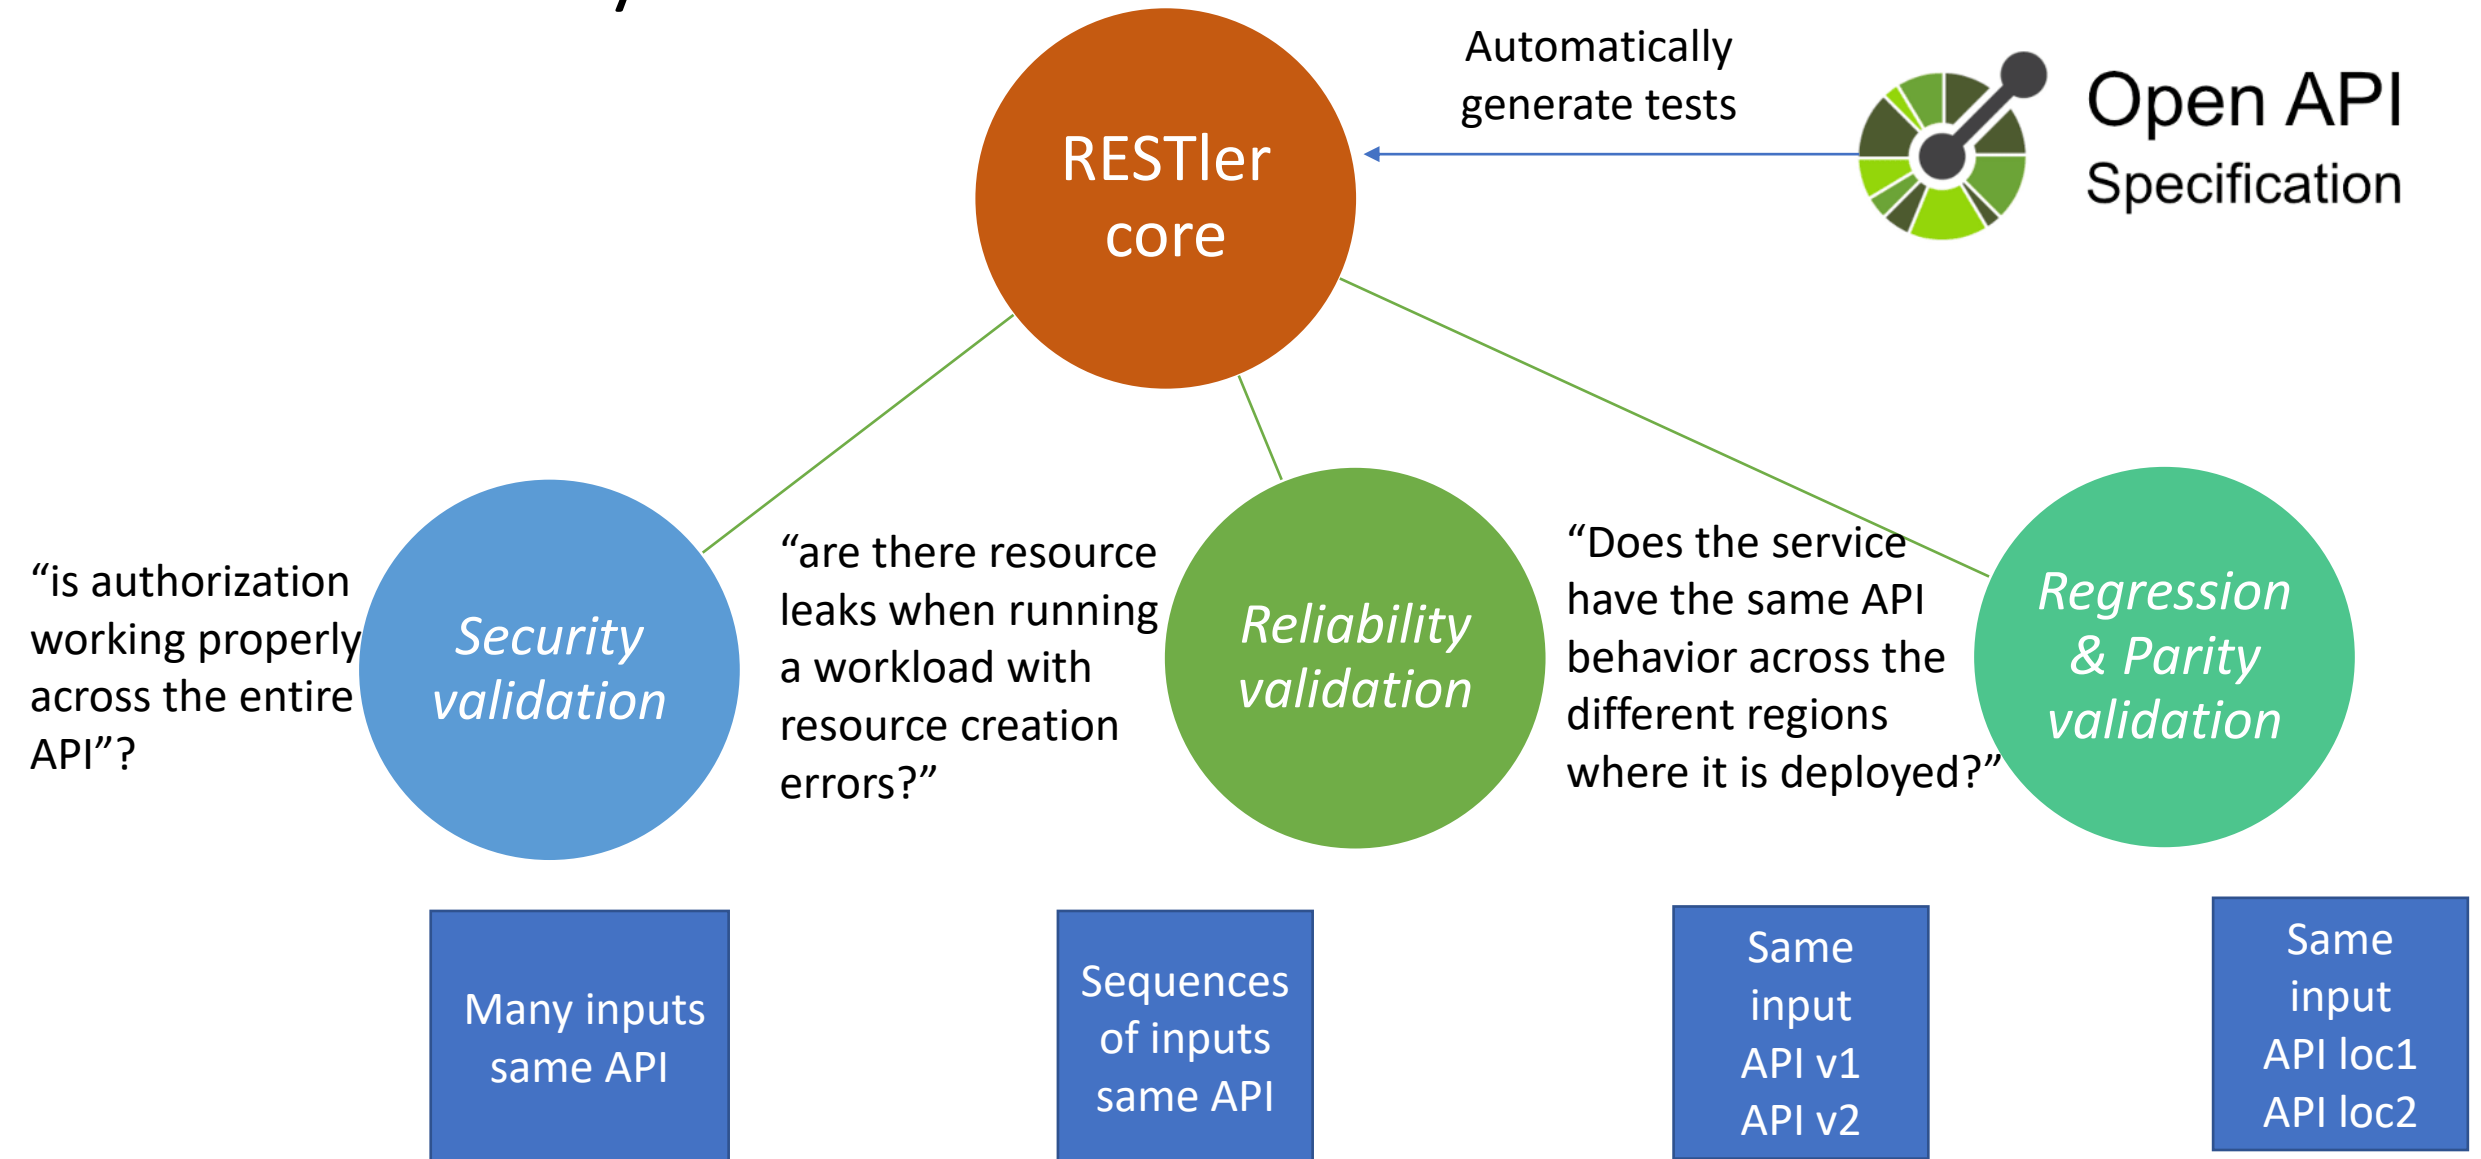 Automatically
generate tests
Open API
Specification
RESTler
core
“is authorization
working properly
across the entire
API”?
Security
validation
“are there resource
leaks when running
a workload with
resource creation
errors?”
Reliability
validation
“Does the service
have the same API
behavior across the
different regions
where it is deployed?”
Regression
& Parity
validation
Many inputs
same API
Sequences
of inputs
same API
Same
input
API v1
API v2
Same
input
API loc1
API loc2